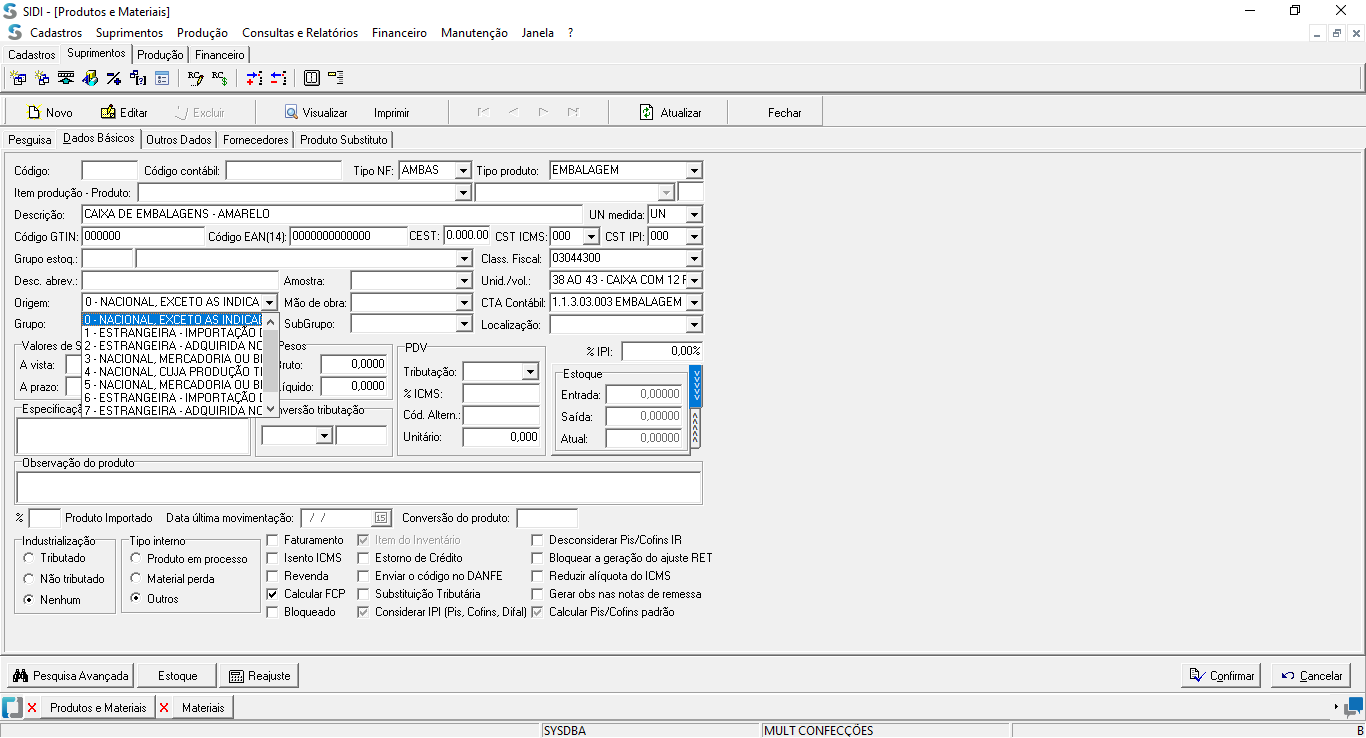 SIDI - [Produtos e Materiais]
Cadastros Suprimentos Produção Consultas e Relatórios Financeiro Manutenção Janela ?
Cadastros Suprimentos Produção Financeiro
Novo Editar Excluir Visualizar Imprimir Atualizar Fechar
Pesquisa Dados Básicos Outros Dados Fornecedores Produto Substituto
Código: Código contábil: Tipo NF: AMBAS Tipo produto: EMBALAGEM
Item produção - Produto:
Descrição: CAIXA DE EMBALAGENS - AMARELO UN medida: UN
Código GTIN: 000000 Código EAN(14): 0000000000000 CEST: 0.000.00 CST ICMS: 000 CST IPI: 000
Grupo estoq.: Class. Fiscal: 03044300
Desc. abrev.: Amostra: Unid./vol.: 38 AO 43 - CAIXA COM 12 F
Origem: 0 - NACIONAL, EXCETO AS INDICA Mão de obra: CTA Contábil: 1.1.3.03.003 EMBALAGEM
Grupo: SubGrupo: Localização:
0 - NACIONAL, EXCETO AS INDICA
1 - ESTRANGEIRA - IMPORTAÇÃO D
2 - ESTRANGEIRA - ADQUIRIDA NO
3 - NACIONAL, MERCADORIA OU BE
4 - NACIONAL, CUJA PRODUÇÃO TI
5 - NACIONAL, MERCADORIA OU BE
6 - ESTRANGEIRA - IMPORTAÇÃO D
7 - ESTRANGEIRA - ADQUIRIDA NO
Valores de S Pesos PDV % IPI: 0,00%
A vista: Bruto: 0,0000 Tributação: Estoque
A prazo: Líquido: 0,0000 % ICMS: Entrada: 0,00000
Especificaçã nversão tributação Cód. Altern.: Saída: 0,00000
Unitário: 0,000 Atual: 0,00000
Observação do produto
% Produto Importado Data última movimentação: / / 15 Conversão do produto:
Industrialização Tipo interno Faturamento Item do Inventário Desconsiderar Pis/Cofins IR
Tributado Produto em processo Isento ICMS Estorno de Crédito Bloquear a geração do ajuste RET
Não tributado Material perda Revenda Enviar o código no DANFE Reduzir alíquota do ICMS
Nenhum Outros Calcular FCP Substituição Tributária Gerar obs nas notas de remessa
Bloqueado Considerar IPI (Pis, Cofins, Difal) Calcular Pis/Cofins padrão
Pesquisa Avançada Estoque Reajuste Confirmar Cancelar
Produtos e Materiais Materiais
SYSDBA MULT CONFECÇÕES B